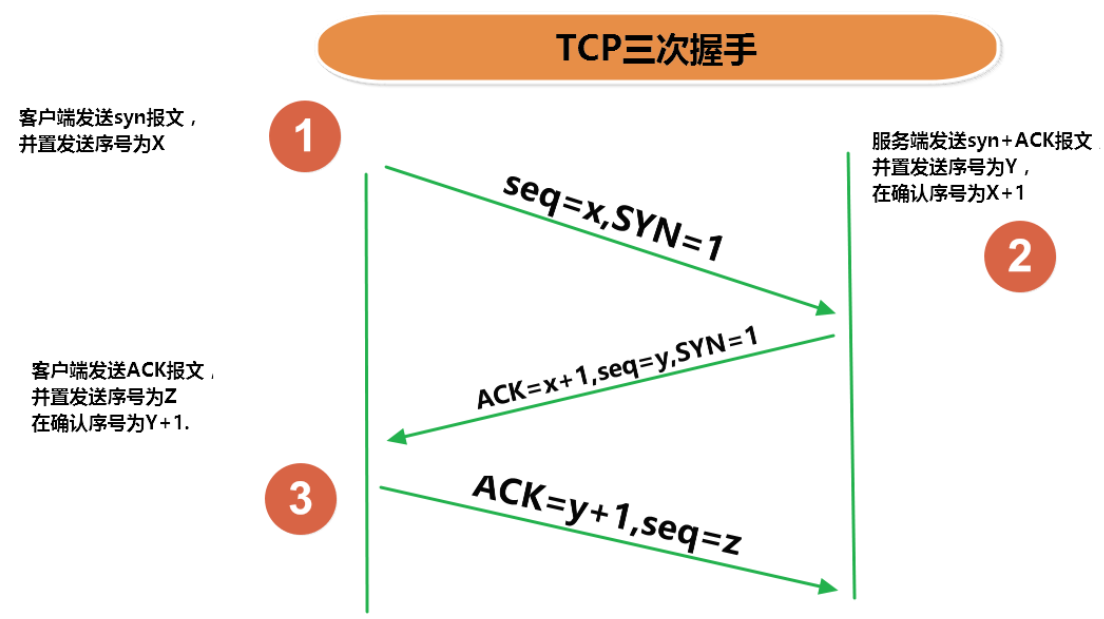 TCP三次握手
客户端发送syn报文，
并置发送序号为X
1
服务端发送syn+ACK报文，
并置发送序号为Y，
在确认序号为X+1
2
seq=x,SYN=1
ACK=x+1,seq=y,SYN=1
客户端发送ACK报文，
并置发送序号为Z
在确认序号为Y+1.
3
ACK=y+1,seq=z